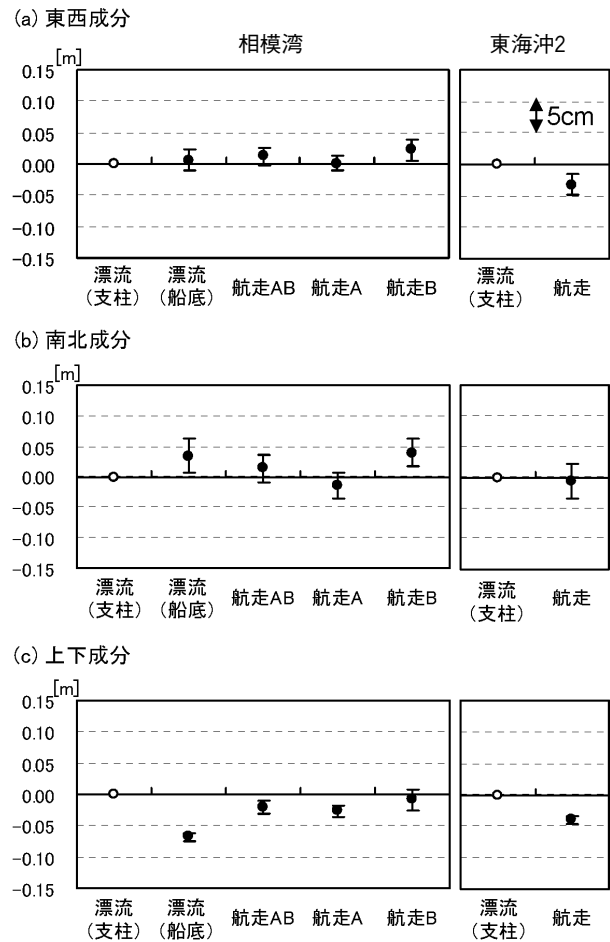 (a) 東西成分
相模湾 東海沖2
[m]
0.15
0.10
0.05
0.00
-0.05
-0.10
-0.15
5cm
漂流 漂流 航走AB 航走A 航走B 漂流 航走
(支柱) (船底) (支柱)
(b) 南北成分
[m]
0.15
0.10
0.05
0.00
-0.05
-0.10
-0.15
漂流 漂流 航走AB 航走A 航走B 漂流 航走
(支柱) (船底) (支柱)
(c) 上下成分
[m]
0.15
0.10
0.05
0.00
-0.05
-0.10
-0.15
漂流 漂流 航走AB 航走A 航走B 漂流 航走
(支柱) (船底) (支柱)